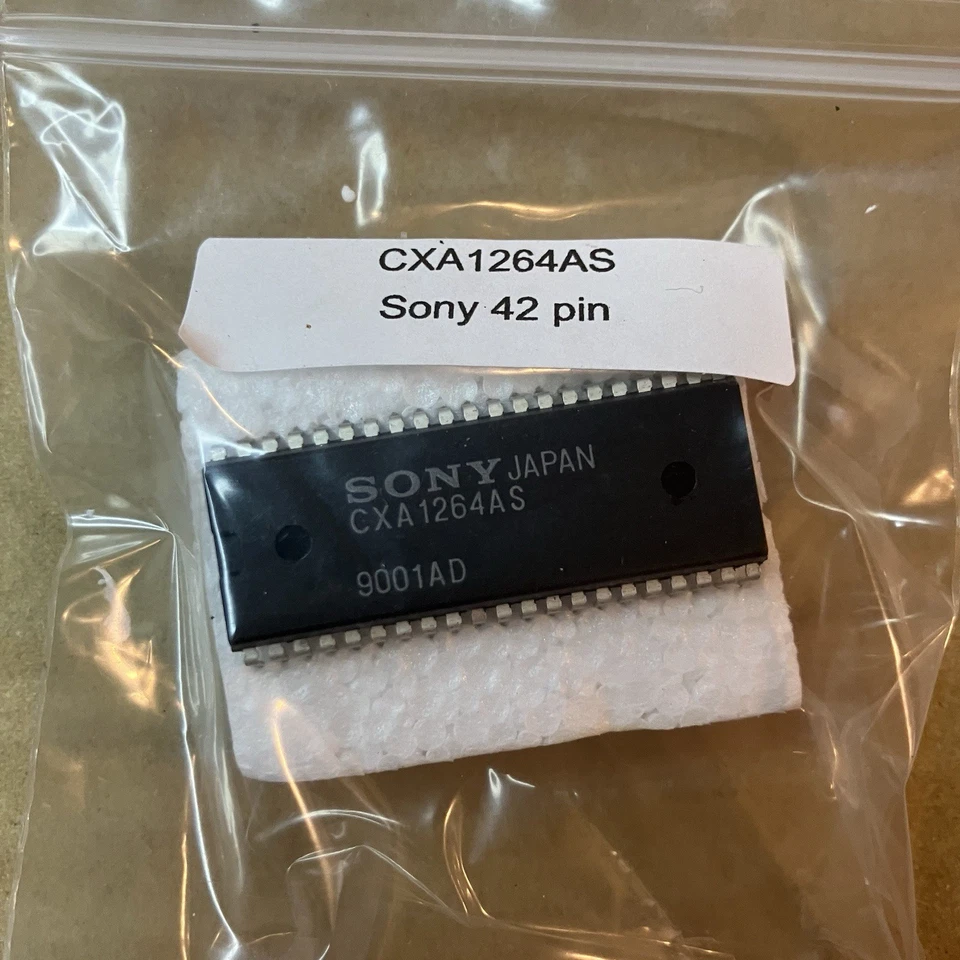 CXA1264AS
Sony 42 pin
SONY JAPAN
CXA1264AS
9001AD